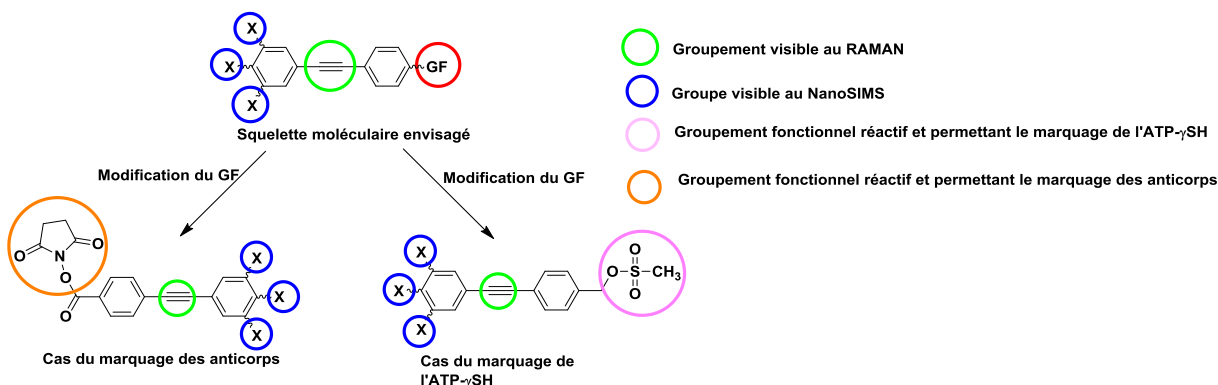 X
X
X
GF
Squelette moléculaire envisagé
Groupement visible au RAMAN
Groupe visible au NanoSIMS
Groupement fonctionnel réactif et permettant le marquage de l'ATP-γSH
Groupement fonctionnel réactif et permettant le marquage des anticorps
Modification du GF
Modification du GF
O
N
O
O
O
X
X
X
Cas du marquage des anticorps
X
X
X
O
O
S
CH3
O
Cas du marquage de
l'ATP-γSH